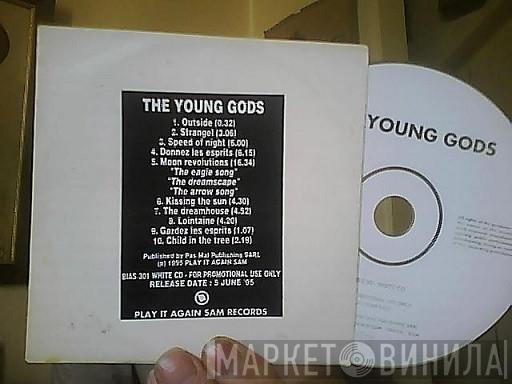 THE YOUNG GODS
1. Outside (0.32)
2. Strangel (3.06)
3. Speed of night (6.00)
4. Donnez les esprits (6.15)
5. Moon revolutions (16.34)
"The eagle song"
"The dreamscape"
"The arrow song"
6. Kissing the sun (4.30)
7. The dreamhouse (4.52)
8. Lointaine (4.20)
9. Gardez les esprits (1.07)
10. Child in the tree (2.19)
Published by Pas Mal Publishing SARL
(p) 1995 PLAY IT AGAIN SAM
BIAS 301 WHITE CD - FOR PROMOTIONAL USE ONLY
RELEASE DATE : 5 JUNE '95
PLAY IT AGAIN SAM RECORDS
YOUNG GODS
301 WHITE CD
МАРКЕТ ВИНИЛА